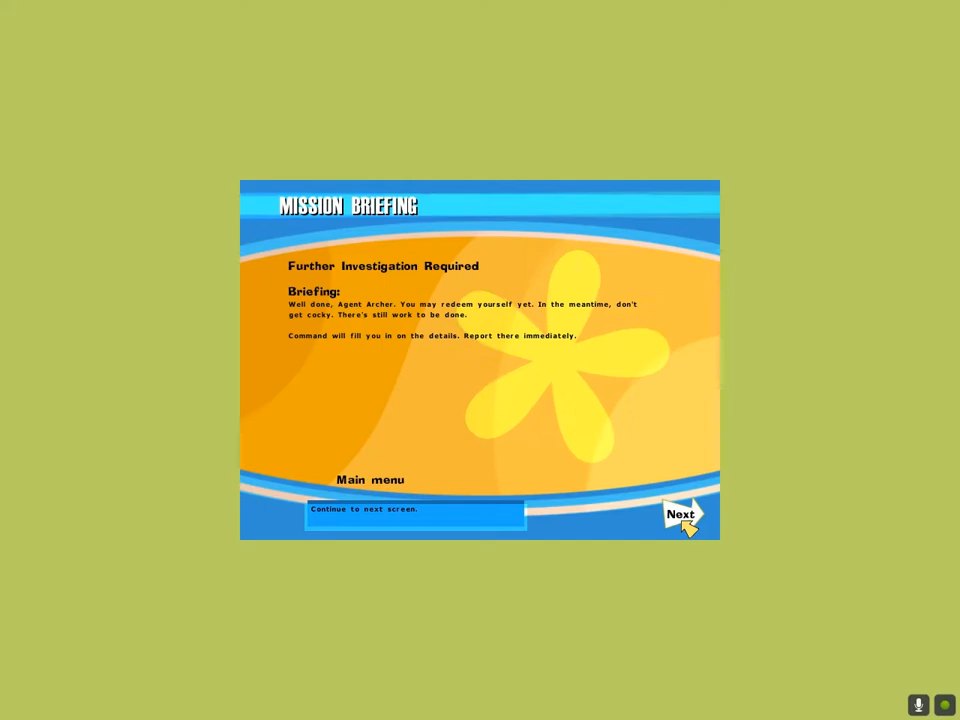 MISSION BRIEFING
Further Investigation Required
Briefing:
Well done, Agent Archer. You may redeem yourself yet. In the meantime, don't
get cocky. There's still work to be done.
Command will fill you in on the details. Report there immediately.
Main menu
Continue to next screen.
Next